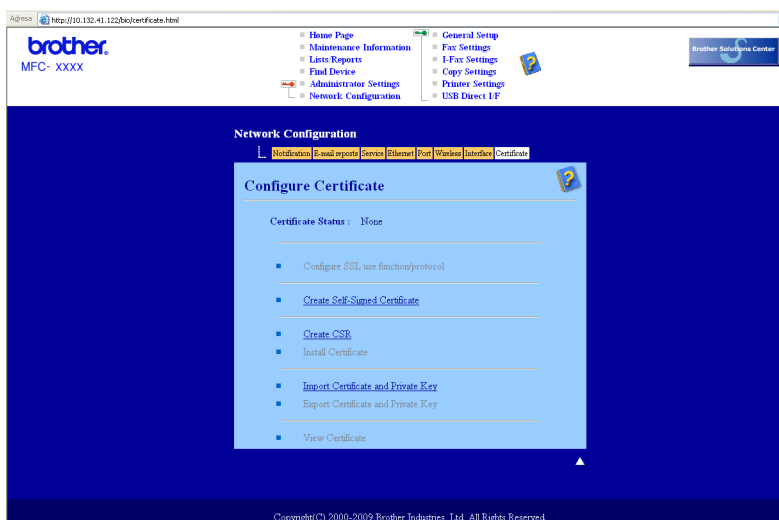 Agresa http://10.132.41.122/bio/certificate.html
brother.
MFC- XXXX
Home Page
Maintenance Information
Lists/Reports
Find Device
Administrator Settings
Network Configuration
General Setup
Fax Settings
I-Fax Settings
Copy Settings
Printer Settings
USB Direct I/F
?
Brother Solutions Center
Network Configuration
Notification E-mail reports Service Ethernet Port Wireless Interface Certificate
Configure Certificate
?
Certificate Status : None
Configure SSL use function/protocol
Create Self-Signed Certificate
Create CSR
Install Certificate
Import Certificate and Private Key
Export Certificate and Private Key
View Certificate
Copyright(C) 2000-2009 Brother Industries, Ltd. All Rights Reserved.